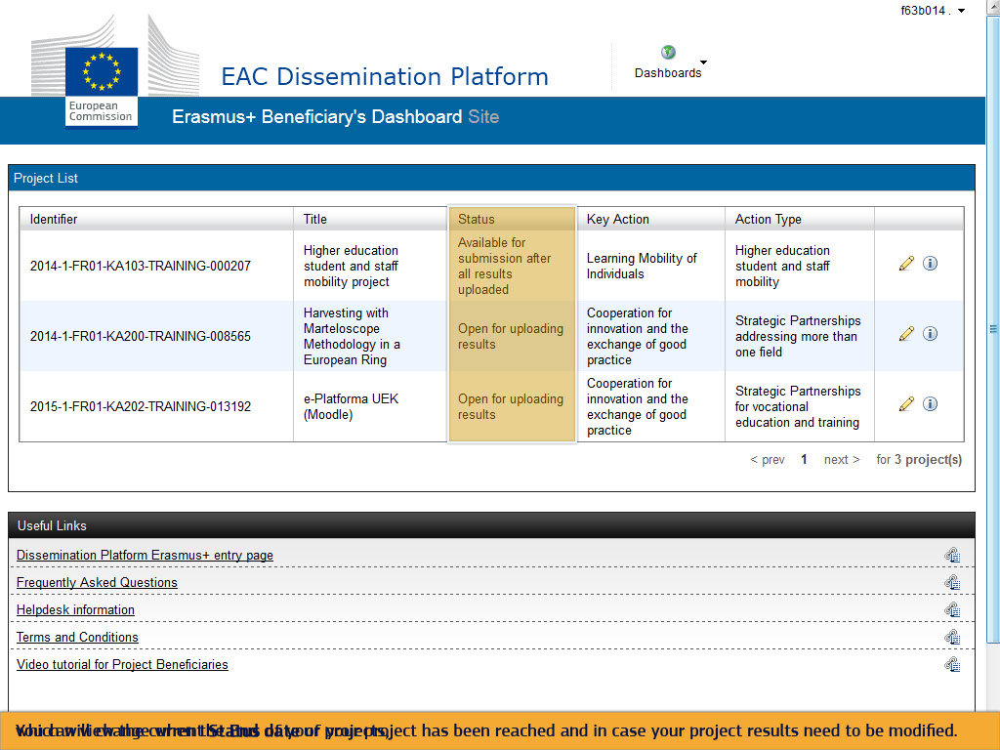 f63b014 .
EAC Dissemination Platform
Dashboards
European
Commission
Erasmus+ Beneficiary's Dashboard Site
Project List
Identifier Title Status Key Action Action Type
2014-1-FR01-KA103-TRAINING-000207
Higher education
student and staff
mobility project
Available for
submission after
all results
uploaded
Learning Mobility of
Individuals
Higher education
student and staff
mobility
2014-1-FR01-KA200-TRAINING-008565
Harvesting with
Marteloscope
Methodology in a
European Ring
Open for uploading
results
Cooperation for
innovation and the
exchange of good
practice
Strategic Partnerships
addressing more than
one field
2015-1-FR01-KA202-TRAINING-013192
e-Platforma UEK
(Moodle)
Open for uploading
results
Cooperation for
innovation and the
exchange of good
practice
Strategic Partnerships
for vocational
education and training
< prev 1 next > for 3 project(s)
Useful Links
Dissemination Platform Erasmus+ entry page
Frequently Asked Questions
Helpdesk information
Terms and Conditions
Video tutorial for Project Beneficiaries
You can view the current Status of your projects,
which will change when the End date of your project has been reached and in case your project results need to be modified.